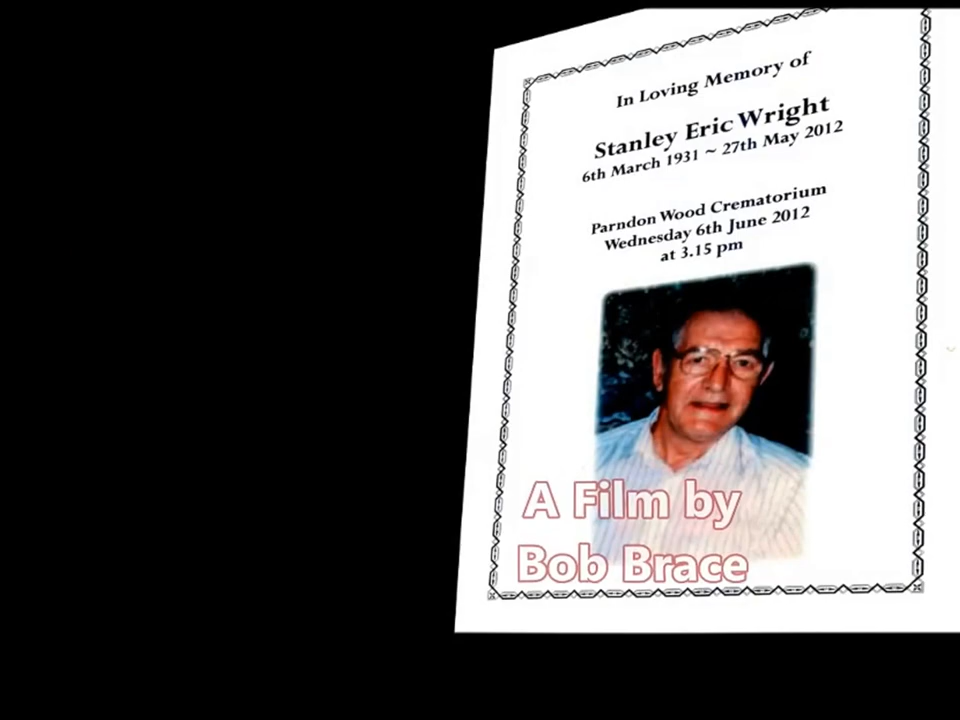 In Loving Memory of
Stanley Eric Wright
6th March 1931 ~ 27th May 2012
Parndon Wood Crematorium
Wednesday 6th June 2012
at 3.15 pm
A Film by
Bob Brace